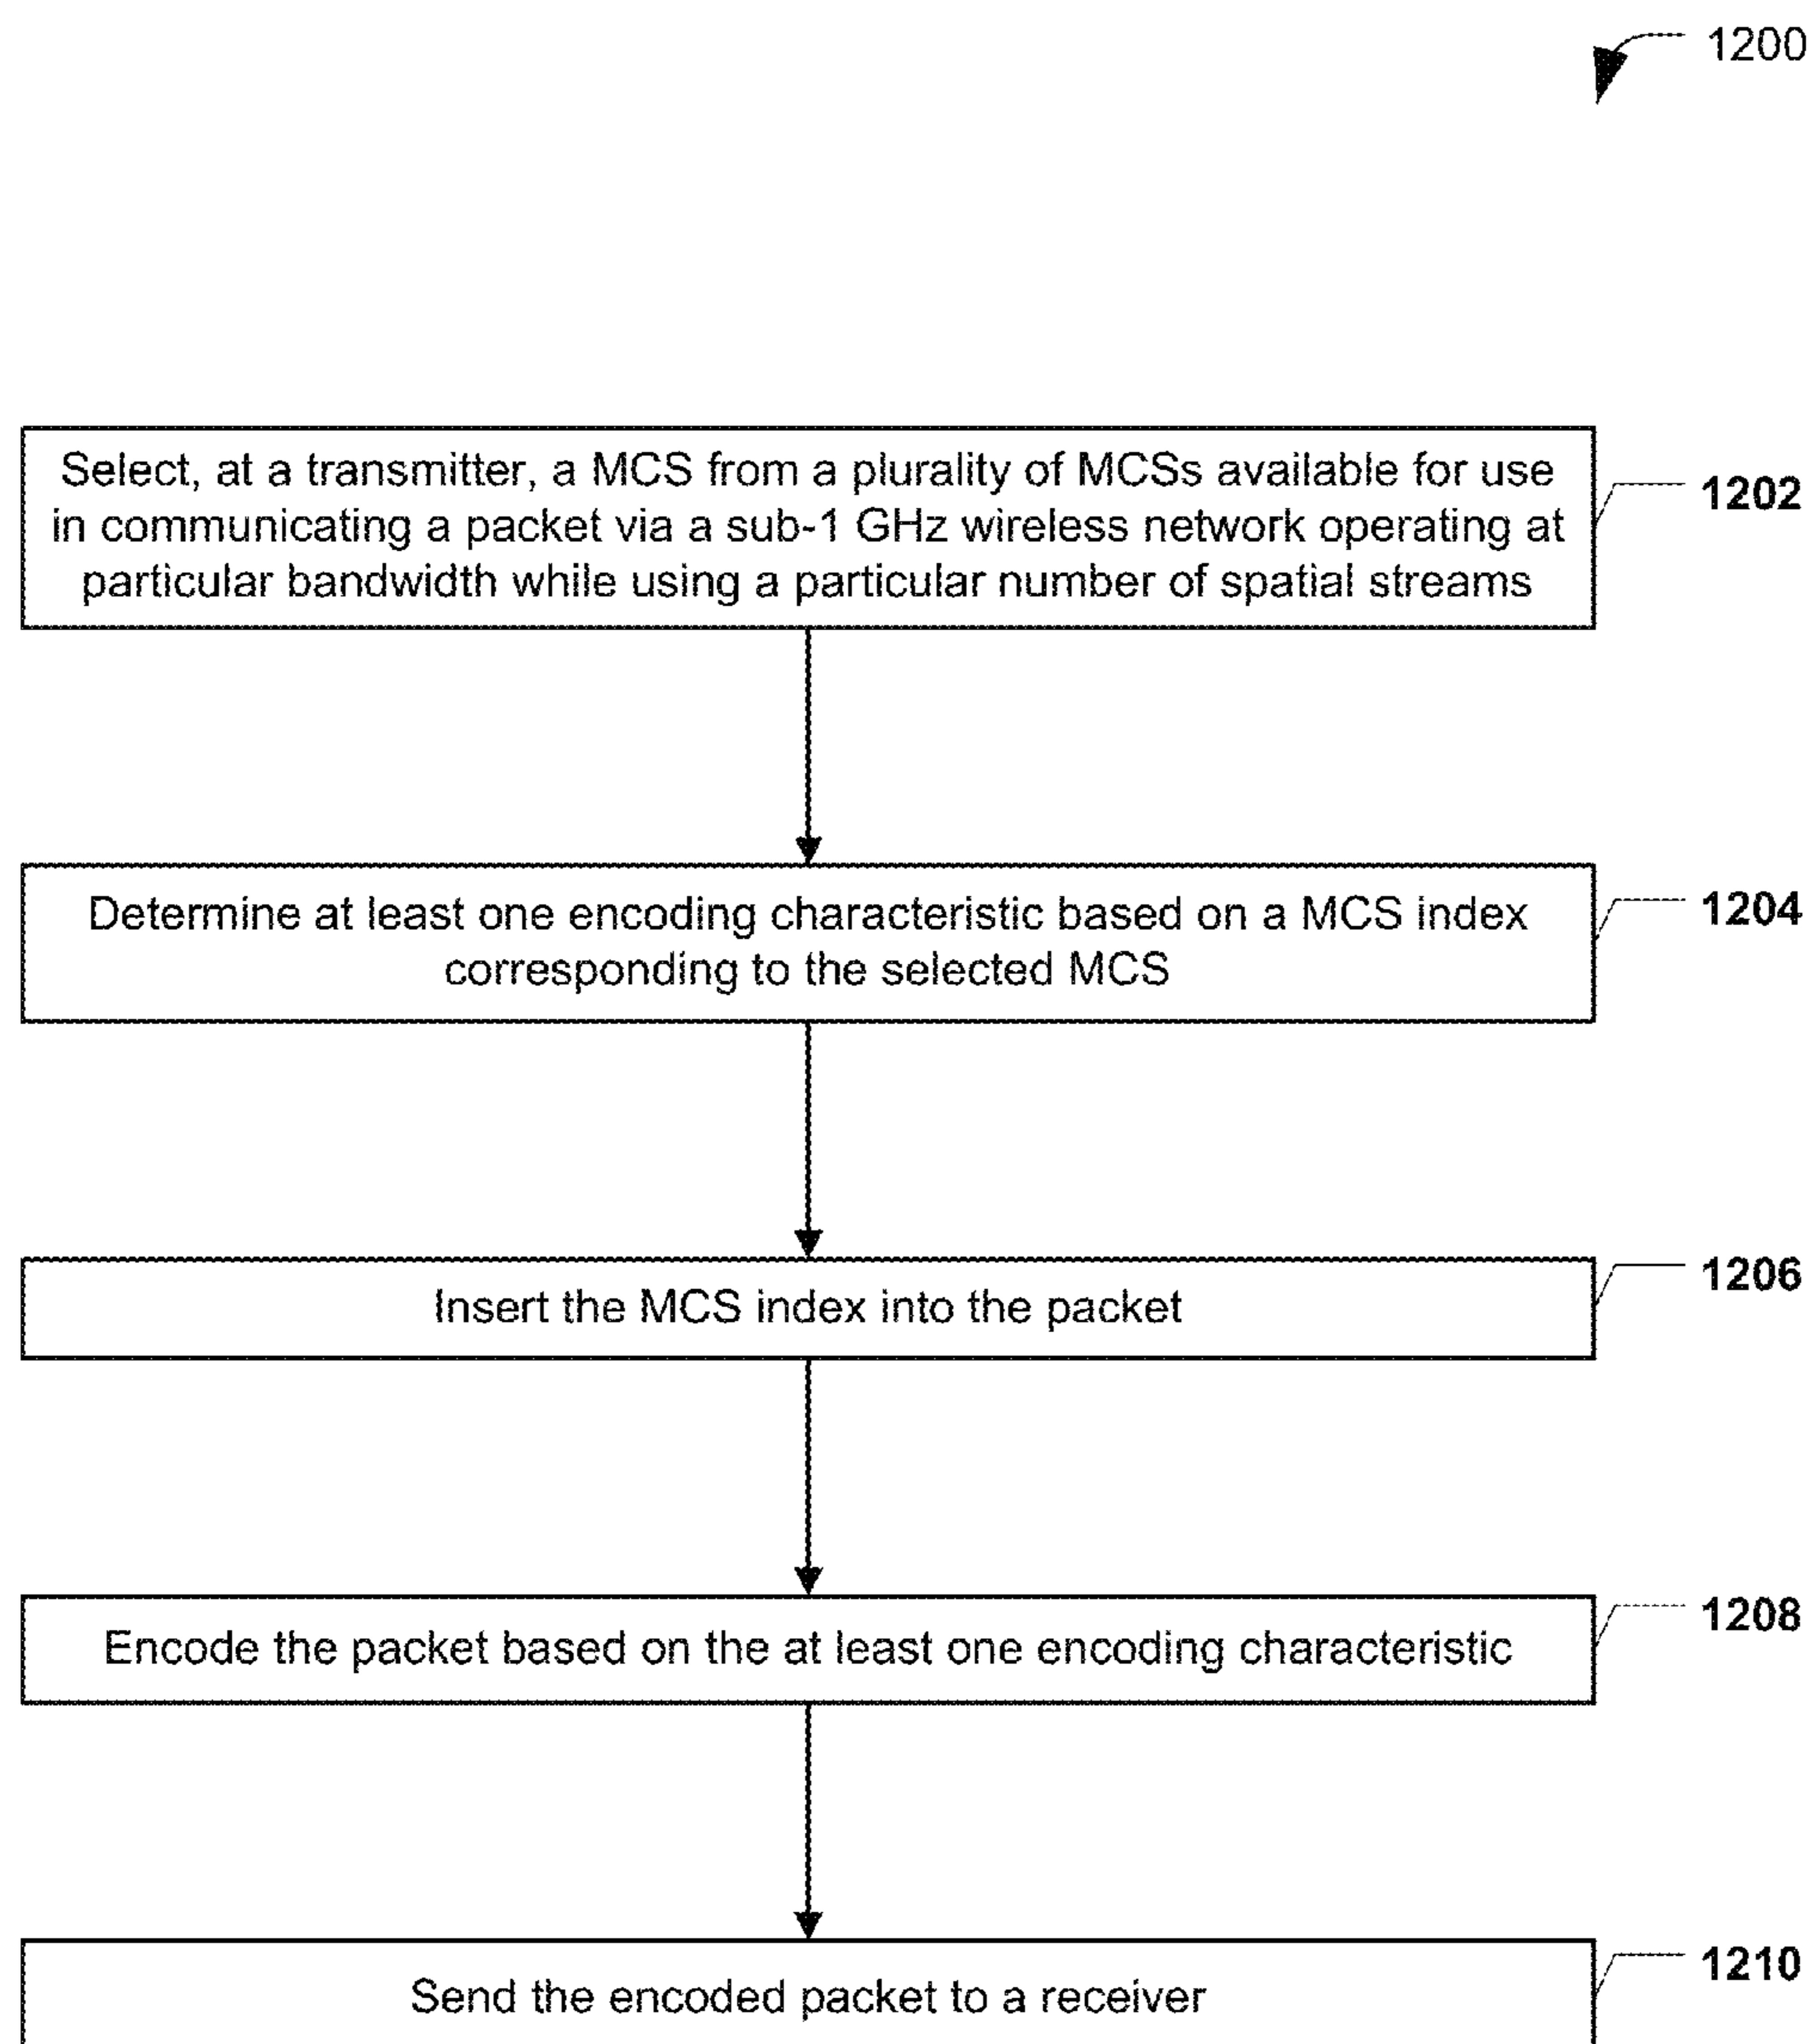 1200
Select, at a transmitter, a MCS from a plurality of MCSs available for use
in communicating a packet via a sub-1 GHz wireless network operating at
particular bandwidth while using a particular number of spatial streams
1202
Determine at least one encoding characteristic based on a MCS index
corresponding to the selected MCS
1204
Insert the MCS index into the packet
1206
Encode the packet based on the at least one encoding characteristic
1208
Send the encoded packet to a receiver
1210